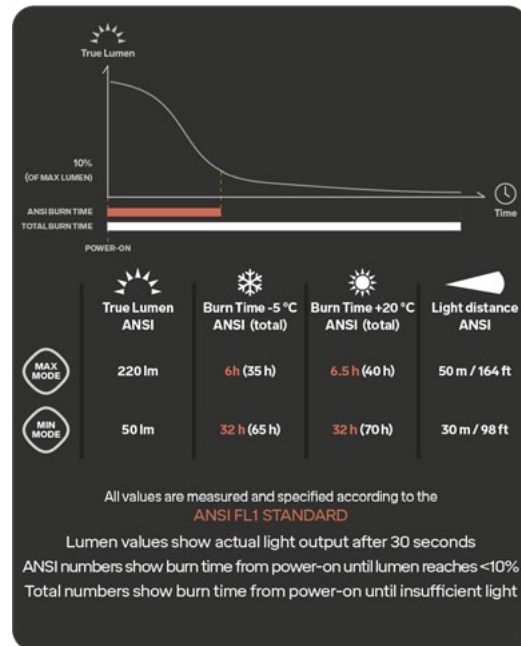 True Lumen
10%
(OF MAX LUMEN)
Time
ANSI BURN TIME
TOTAL BURN TIME
POWER-ON
True Lumen
ANSI
Burn Time -5 °C
ANSI (total)
Burn Time +20 °C
ANSI (total)
Light distance
ANSI
MAX
MODE
220 lm
6h (35 h)
6.5 h (40 h)
50 m / 164 ft
MIN
MODE
50 lm
32 h (65 h)
32 h (70 h)
30 m / 98 ft
All values are measured and specified according to the
ANSI FL1 STANDARD
Lumen values show actual light output after 30 seconds
ANSI numbers show burn time from power-on until lumen reaches <10%
Total numbers show burn time from power-on until insufficient light